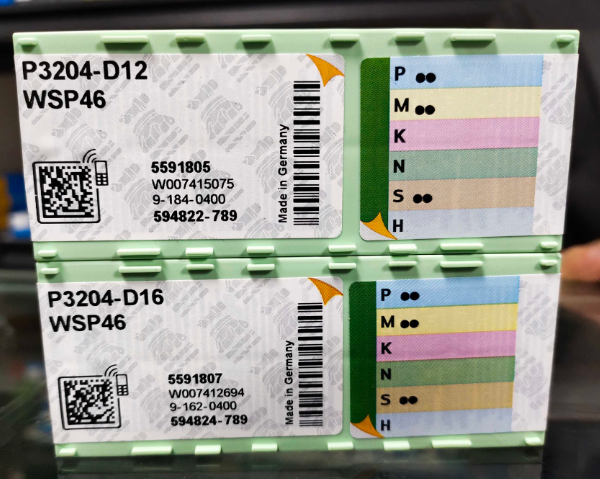 P3204-D12
WSP46
5591805
W007415075
9-184-0400
594822-789
Made in Germany
P
M
K
N
S
H
P3204-D16
WSP46
5591807
W007412694
9-162-0400
594824-789
Made in Germany
P
M
K
N
S
H